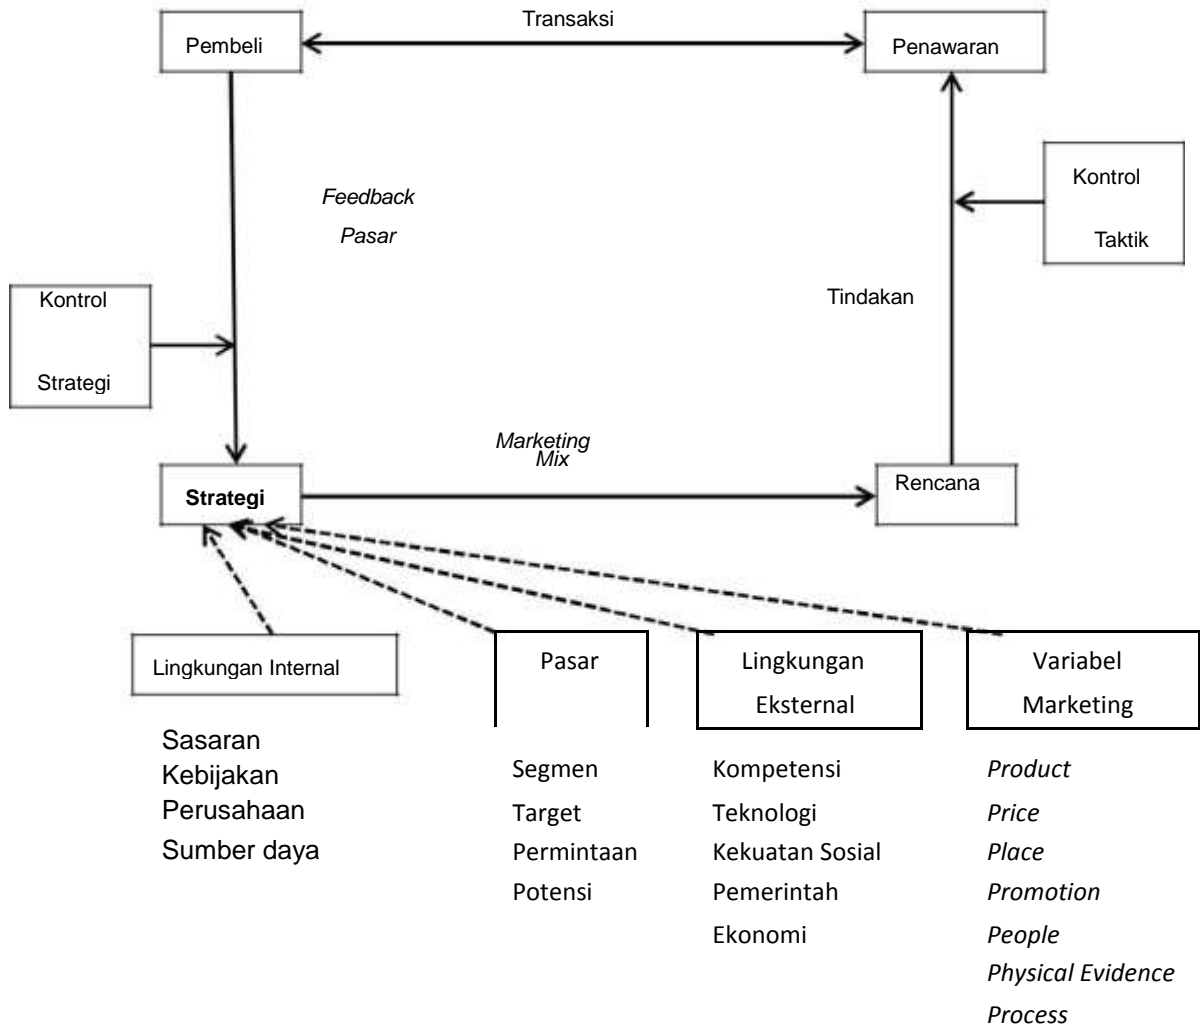 Transaksi
Pembeli
Penawaran
Kontrol
Taktik
Feedback
Pasar
Kontrol
Strategi
Tindakan
Marketing
Mix
Strategi
Rencana
Lingkungan Internal
Sasaran
Kebijakan
Perusahaan
Sumber daya
Pasar
Segmen
Target
Permintaan
Potensi
Lingkungan
Eksternal
Kompetensi
Teknologi
Kekuatan Sosial
Pemerintah
Ekonomi
Variabel
Marketing
Product
Price
Place
Promotion
People
Physical Evidence
Process